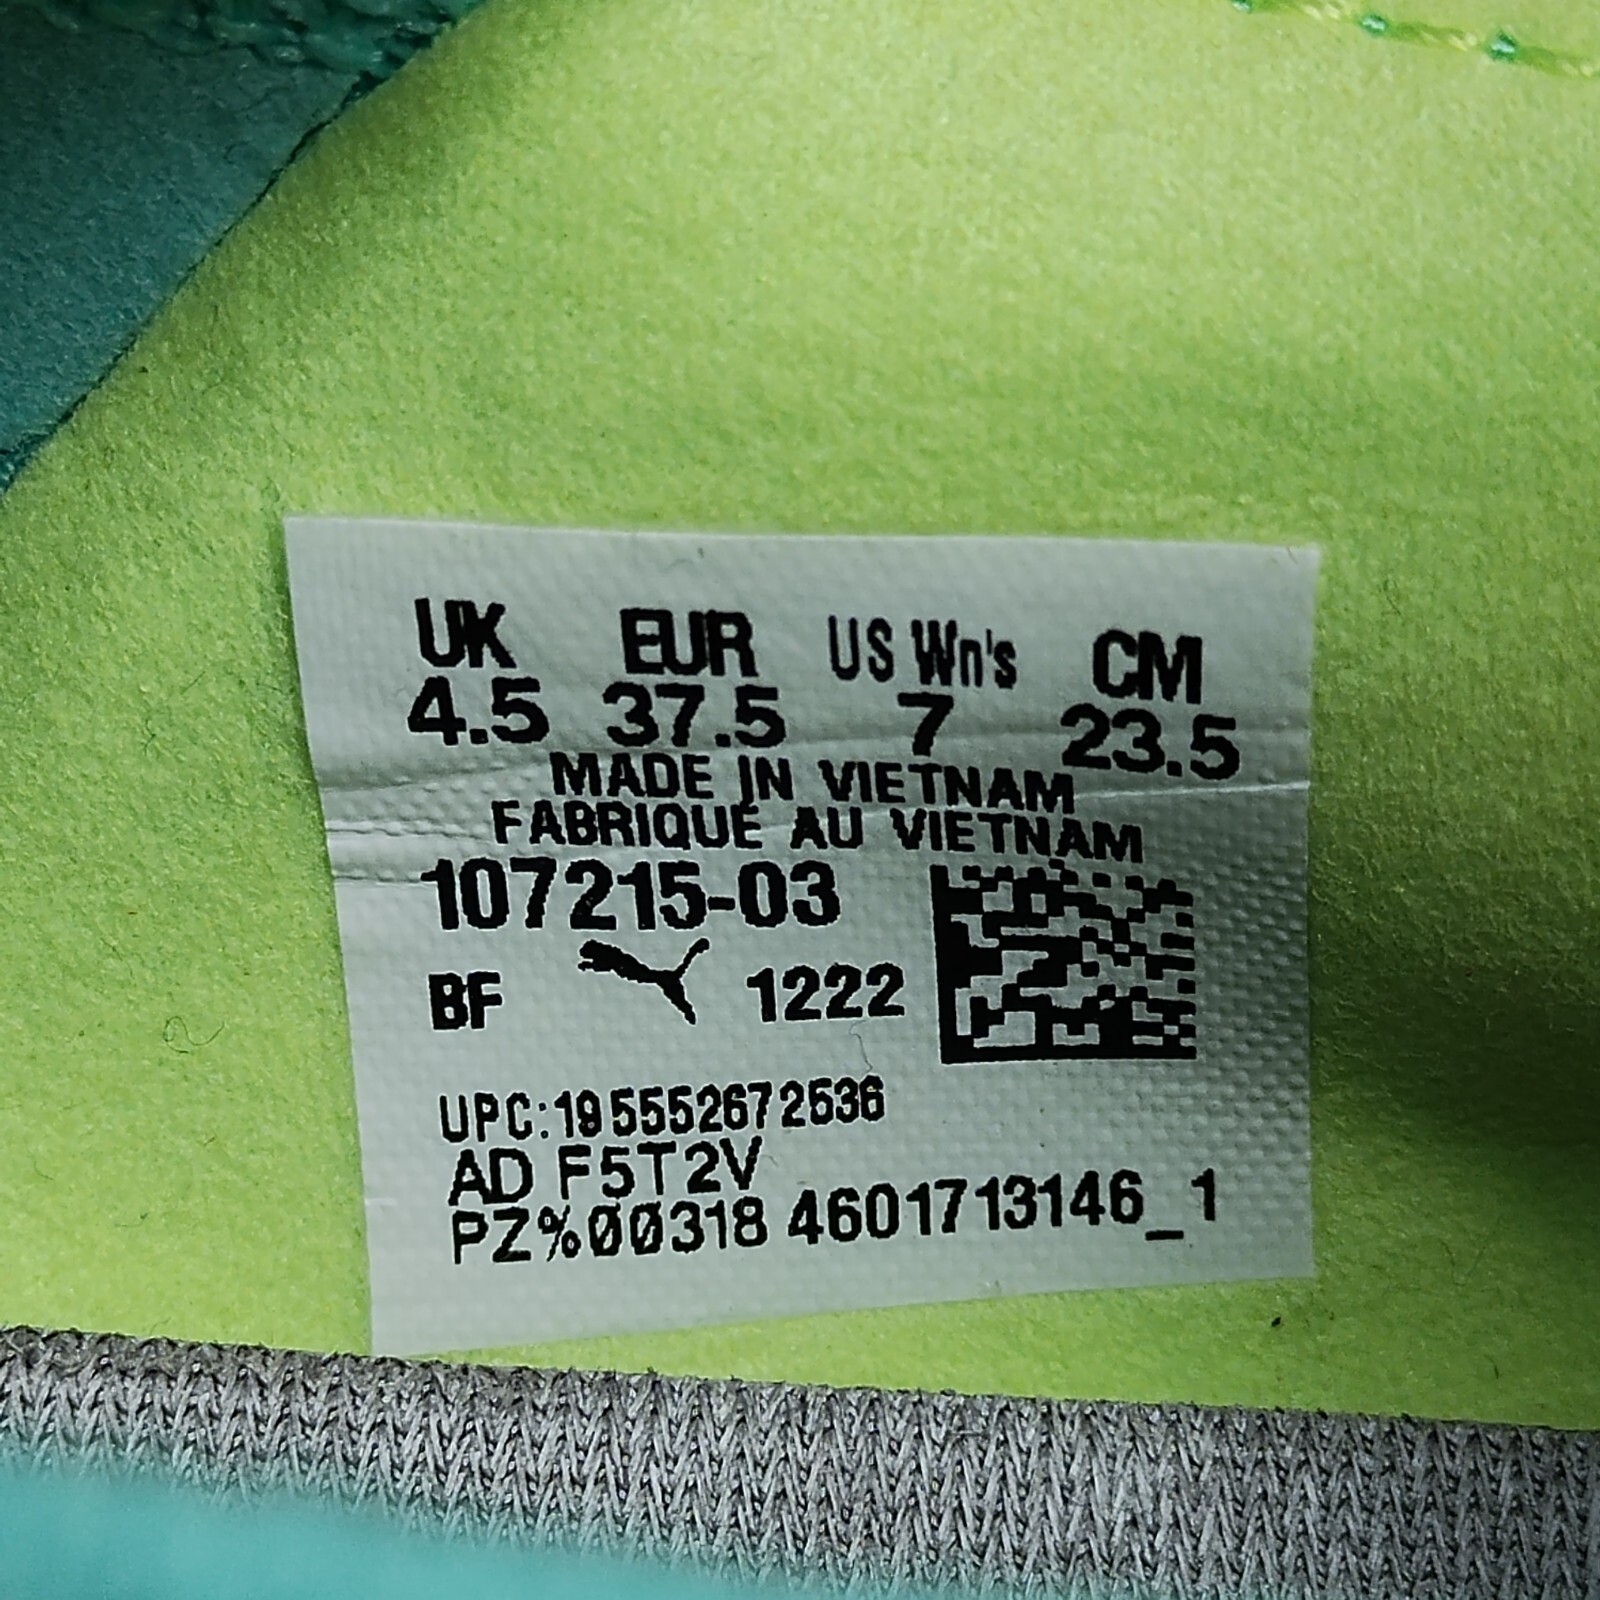 UK EUR US Wn's CM
4.5 37.5 7 23.5
MADE IN VIETNAM
FABRIQUÉ AU VIETNAM
107215-03
BF 1222
UPC:195552672536
AD F5T2V
PZ%00318 4601713146_1